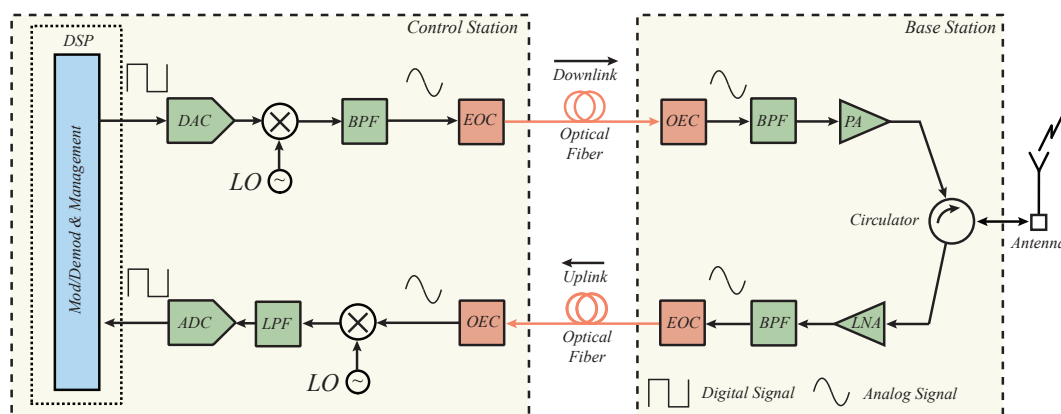 Control Station
Base Station
DSP
Mod/Demod & Management
DAC
BPF
EOC
LO
~
Downlink
Optical
Fiber
OEC
BPF
PA
Circulator
Antenna
Uplink
Optical
Fiber
ADC
LPF
OEC
LO
~
EOC
BPF
LNA
Digital Signal
Analog Signal